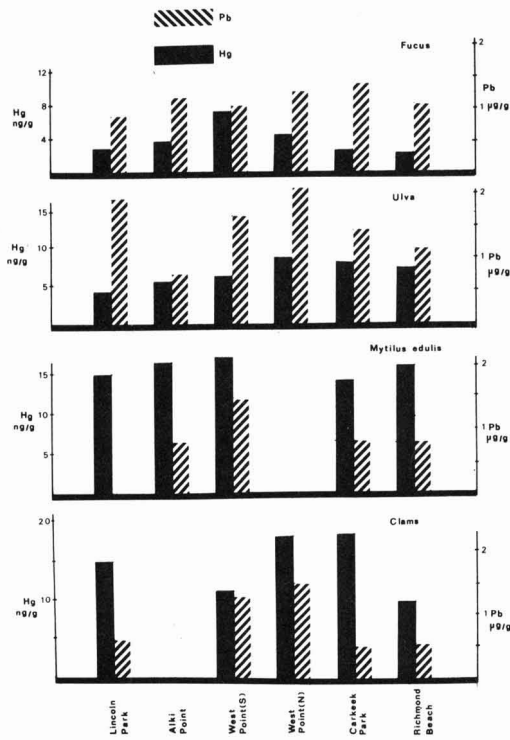 Pb
Hg
Fucus
Hg
ng/g
12
8
4
2
1
Pb
µg/g
Ulva
Hg
ng/g
15
10
5
2
1 Pb
µg/g
Mytilus edulis
Hg
ng/g
15
10
5
2
1 Pb
µg/g
Clams
Hg
ng/g
20
10
2
1 Pb
µg/g
Lincoln
Park
Alki
Point
West
Point(S)
West
Point(N)
Carkeek
Park
Richmond
Beach